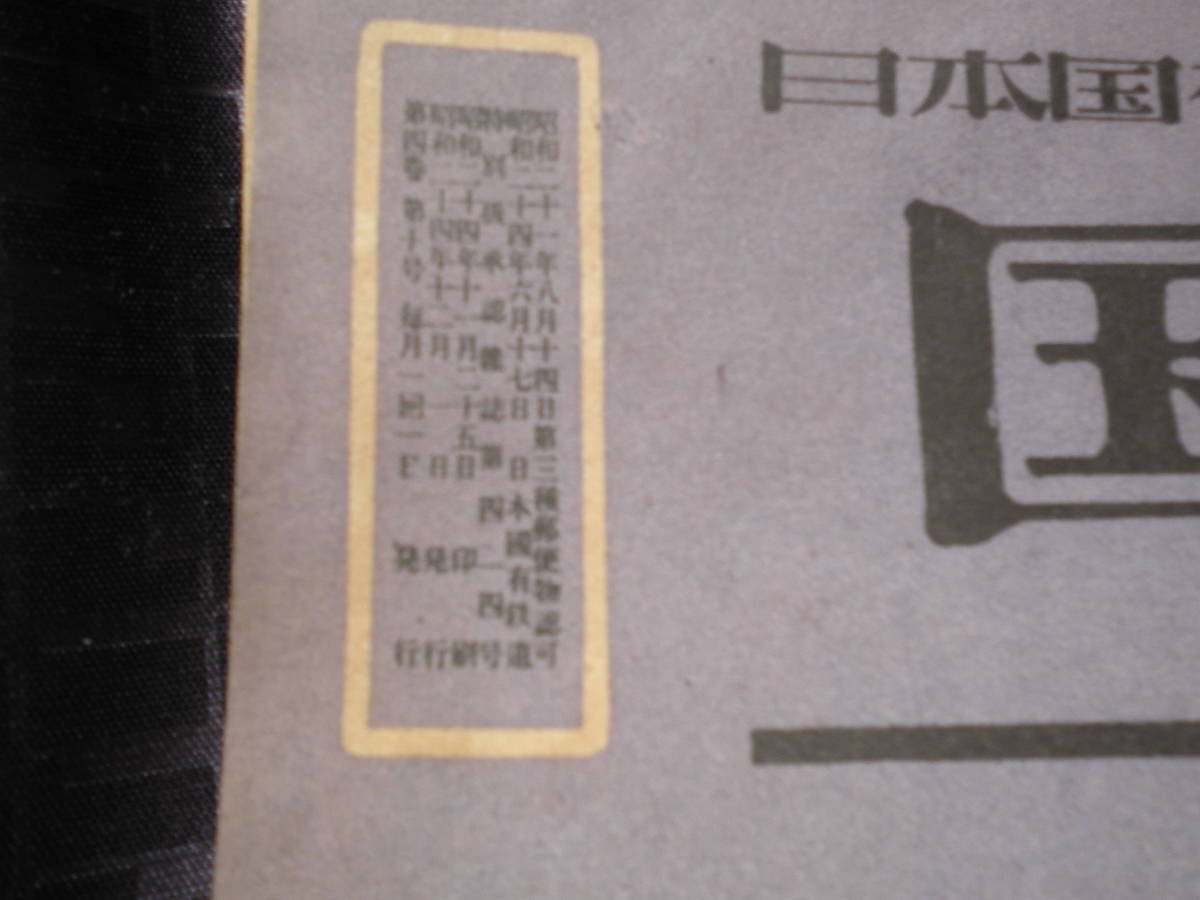 昭和二十一年八月十四日第三種郵便物認可
昭和二十四年六月十七日 日本國有鉄道
特別扱承認雑誌第四二四号
昭和二十四年十一月二十五日 印刷
昭和二十四年十二月一日 発行
第四巻 第十号 毎月一回一日 発行
日本国
国